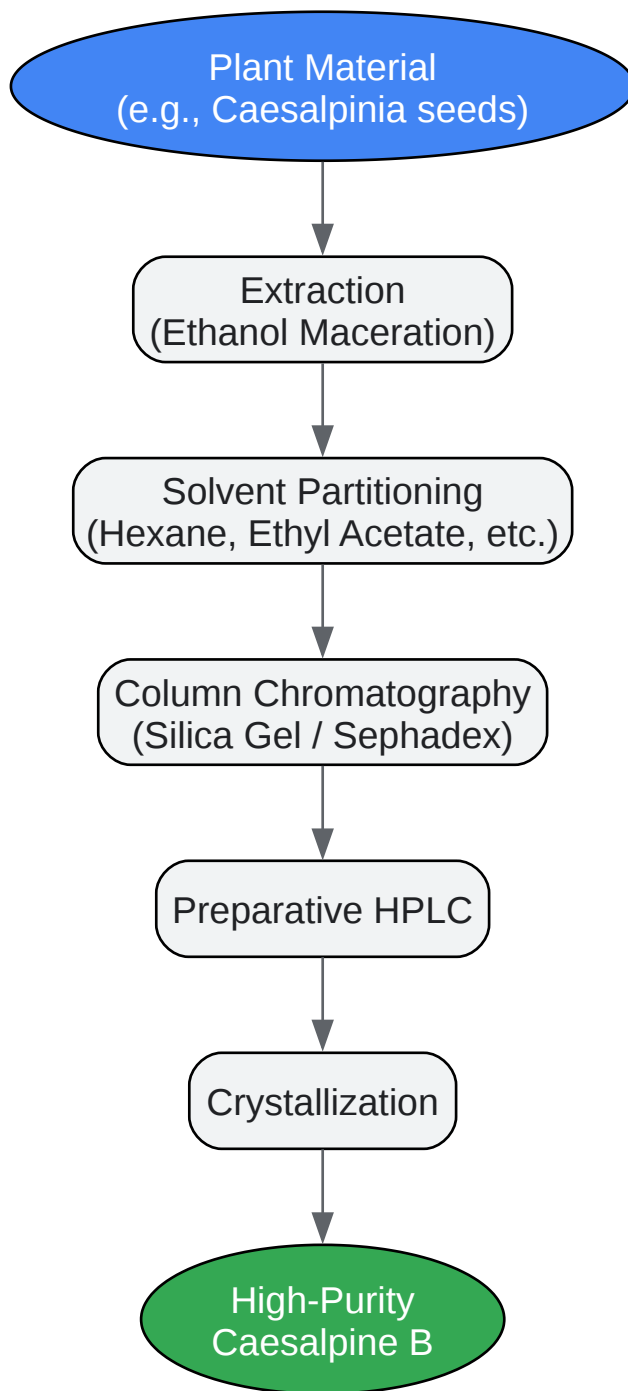 Plant Material
(e.g., Caesalpinia seeds)
Extraction
(Ethanol Maceration)
Solvent Partitioning
(Hexane, Ethyl Acetate, etc.)
Column Chromatography
(Silica Gel / Sephadex)
Preparative HPLC
Crystallization
High-Purity
Caesalpine B